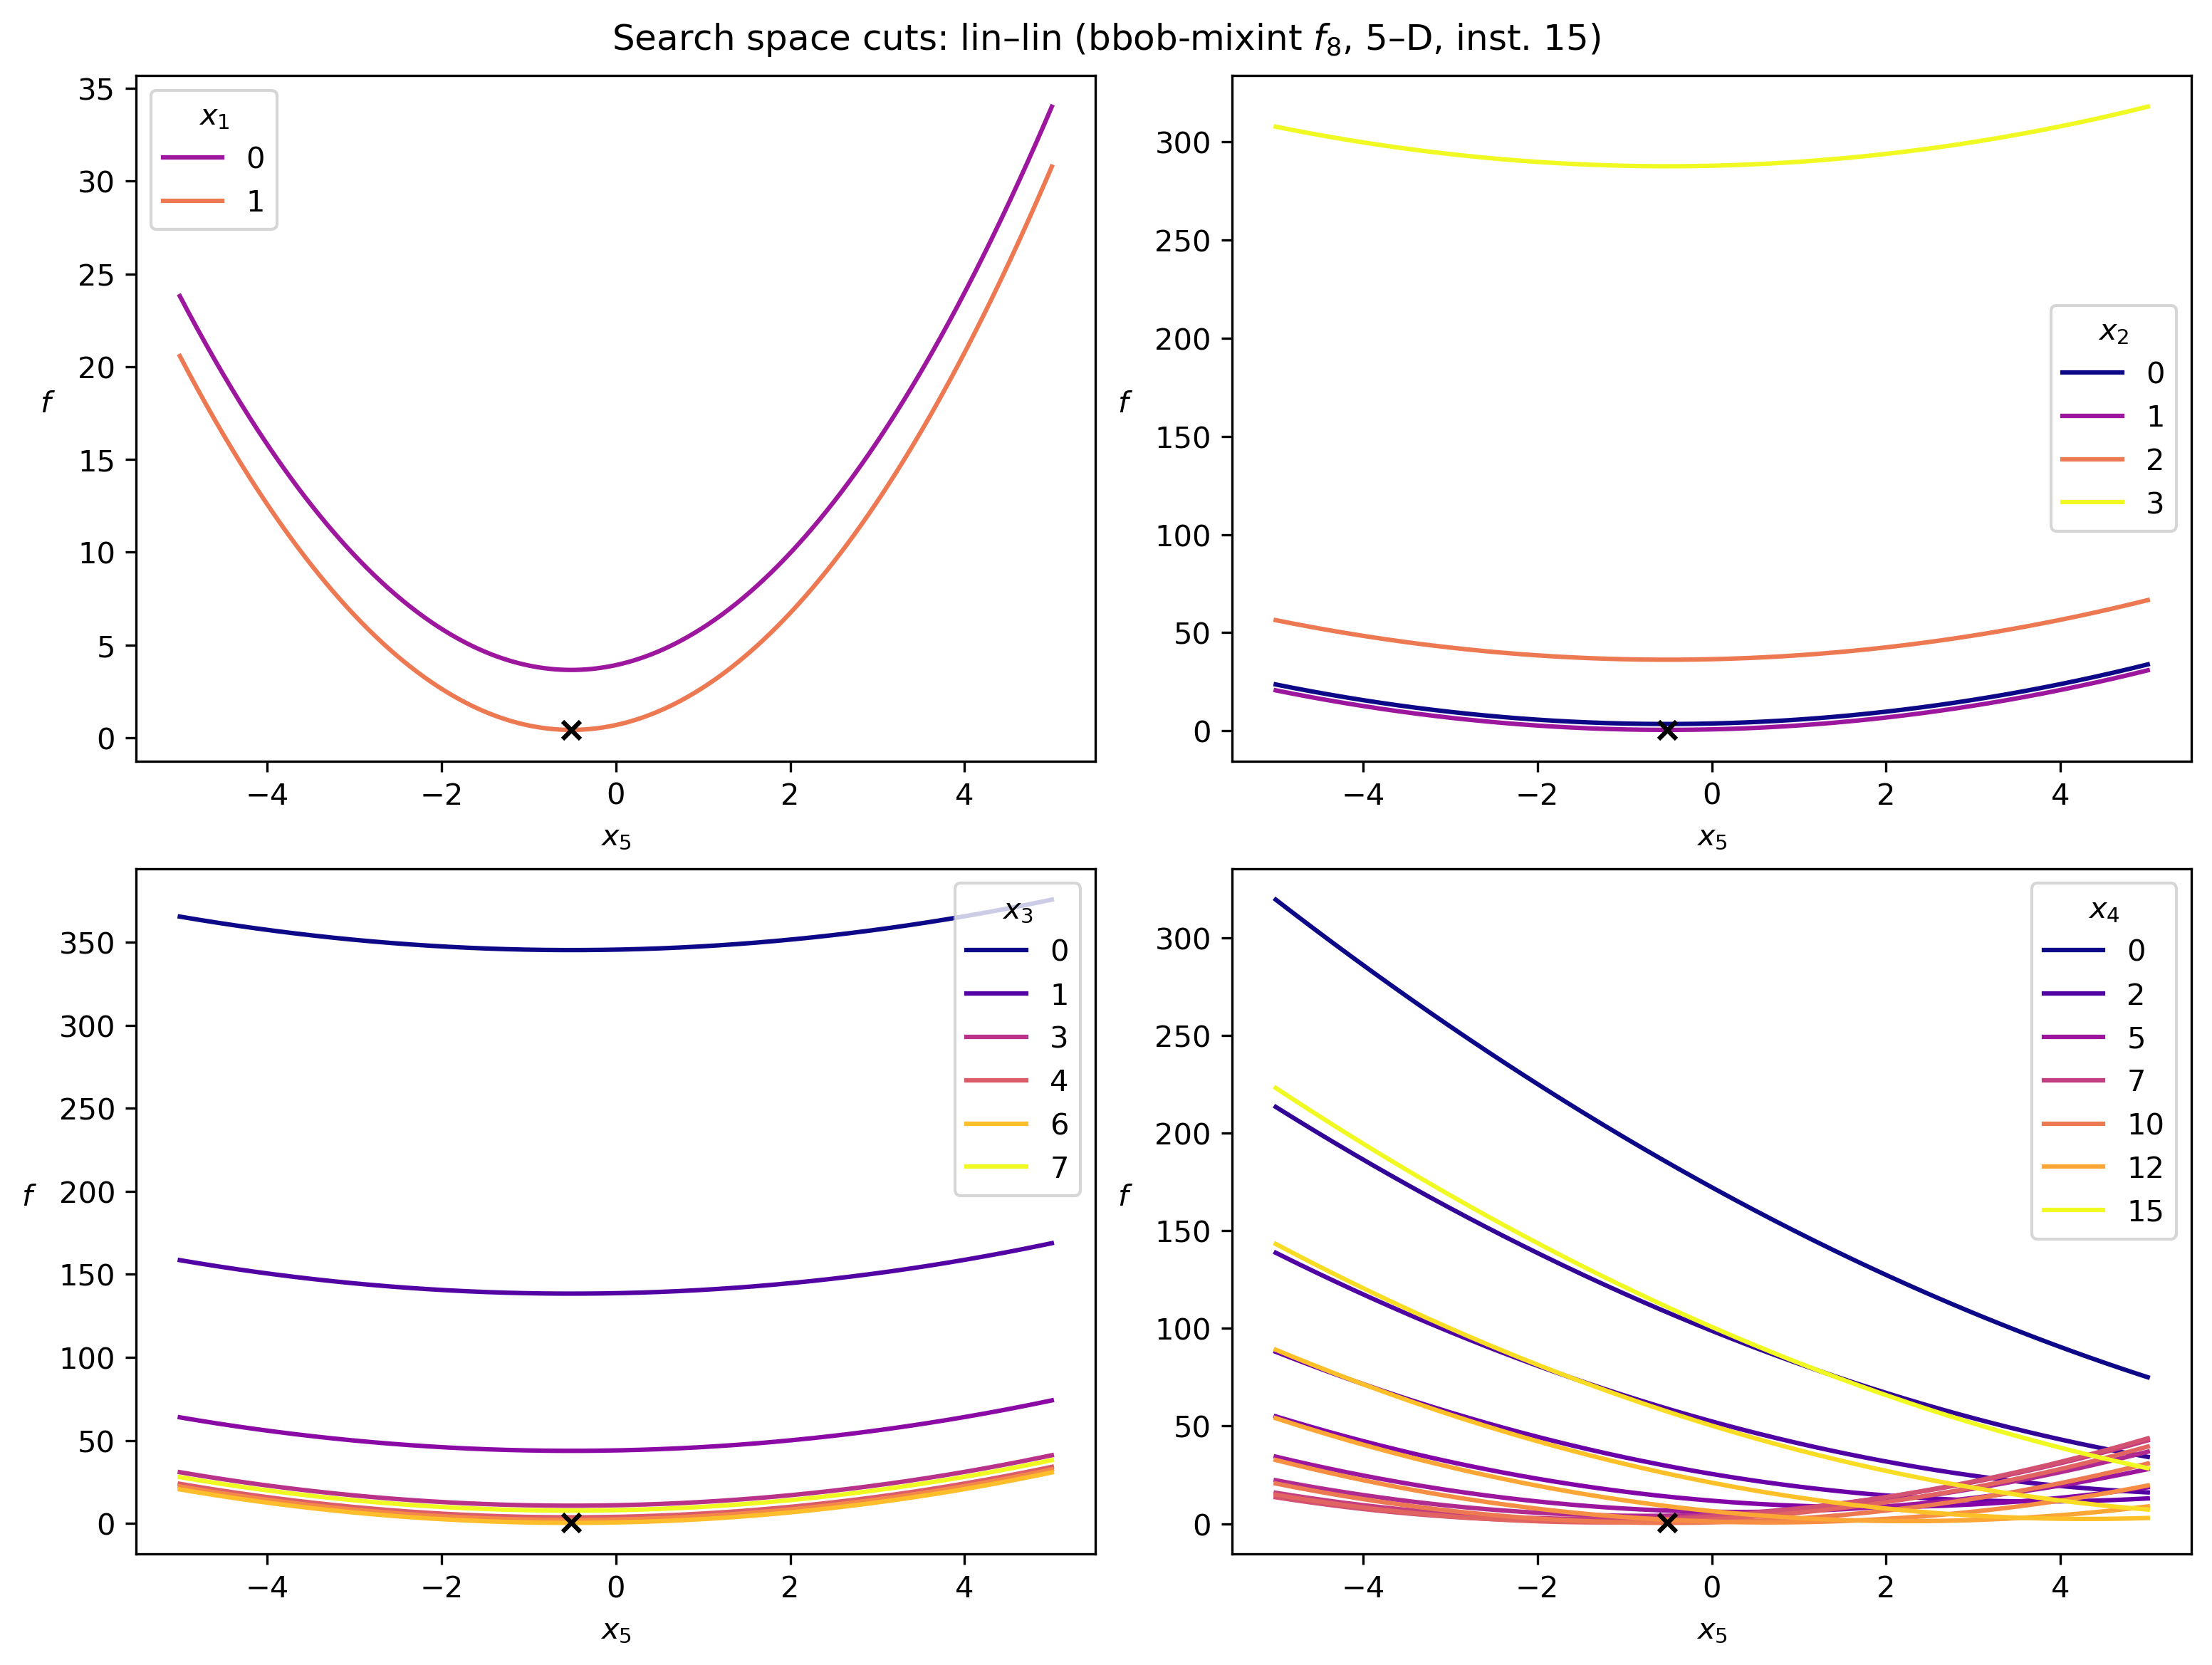 Search space cuts: lin–lin (bbob-mixint f₈, 5–D, inst. 15)
35
30
25
20
15
10
5
0
f
x₁
0
1
−4 −2 0 2 4
x₅
300
250
200
150
100
50
0
f
x₂
0
1
2
3
−4 −2 0 2 4
x₅
350
300
250
200
150
100
50
0
f
x₃
0
1
3
4
6
7
−4 −2 0 2 4
x₅
300
250
200
150
100
50
0
f
x₄
0
2
5
7
10
12
15
−4 −2 0 2 4
x₅